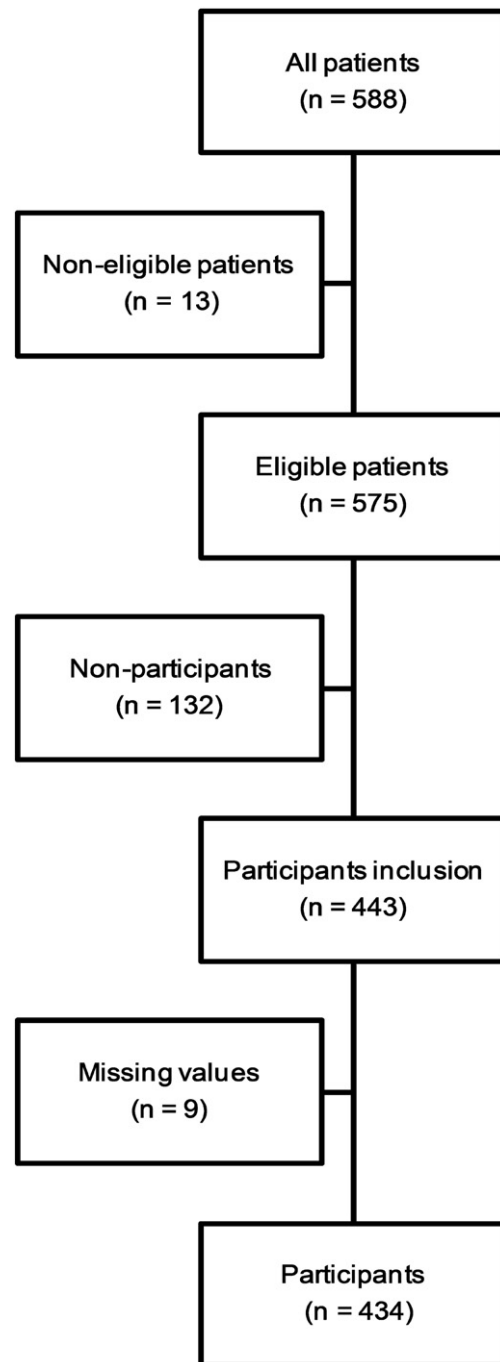 All patients
(n = 588)
Non-eligible patients
(n = 13)
Eligible patients
(n = 575)
Non-participants
(n = 132)
Participants inclusion
(n = 443)
Missing values
(n = 9)
Participants
(n = 434)